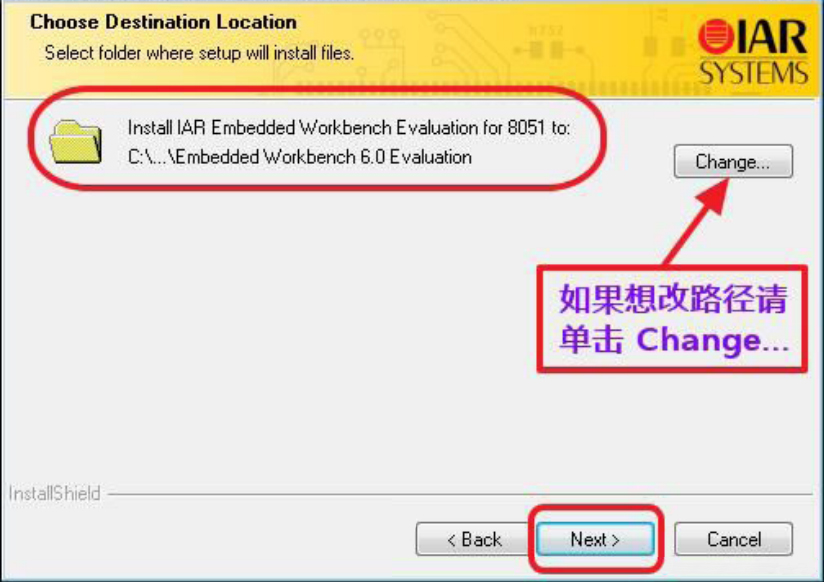 Choose Destination Location
Select folder where setup will install files.
IAR
SYSTEMS
Install IAR Embedded Workbench Evaluation for 8051 to:
C:\...\Embedded Workbench 6.0 Evaluation
Change...
如果想改路径请
单击 Change...
InstallShield
< Back
Next >
Cancel